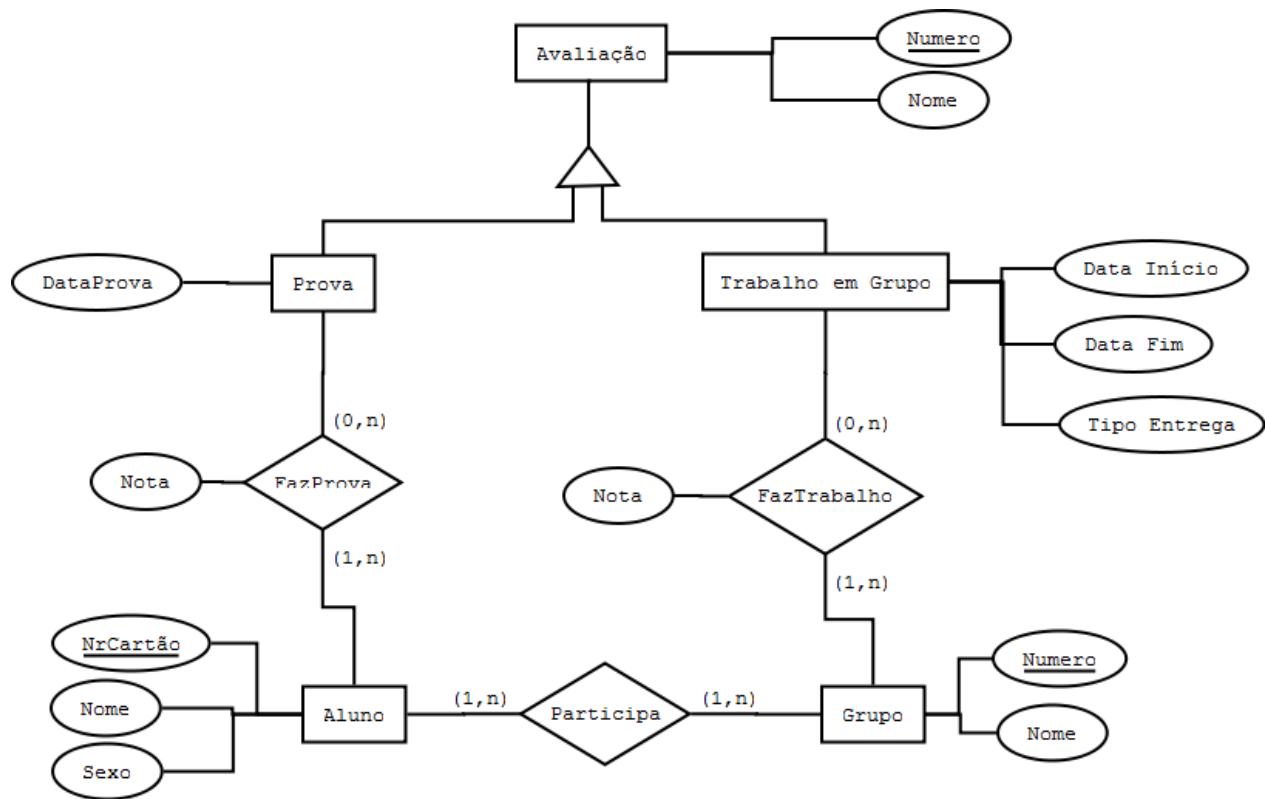 Avaliação
Numero
Nome
DataProva
Prova
Trabalho em Grupo
Data Início
Data Fim
Tipo Entrega
(0,n)
(0,n)
Nota
FazProva
Nota
FazTrabalho
(1,n)
(1,n)
NrCartão
Nome
Sexo
Aluno
(1,n)
Participa
(1,n)
Grupo
Numero
Nome